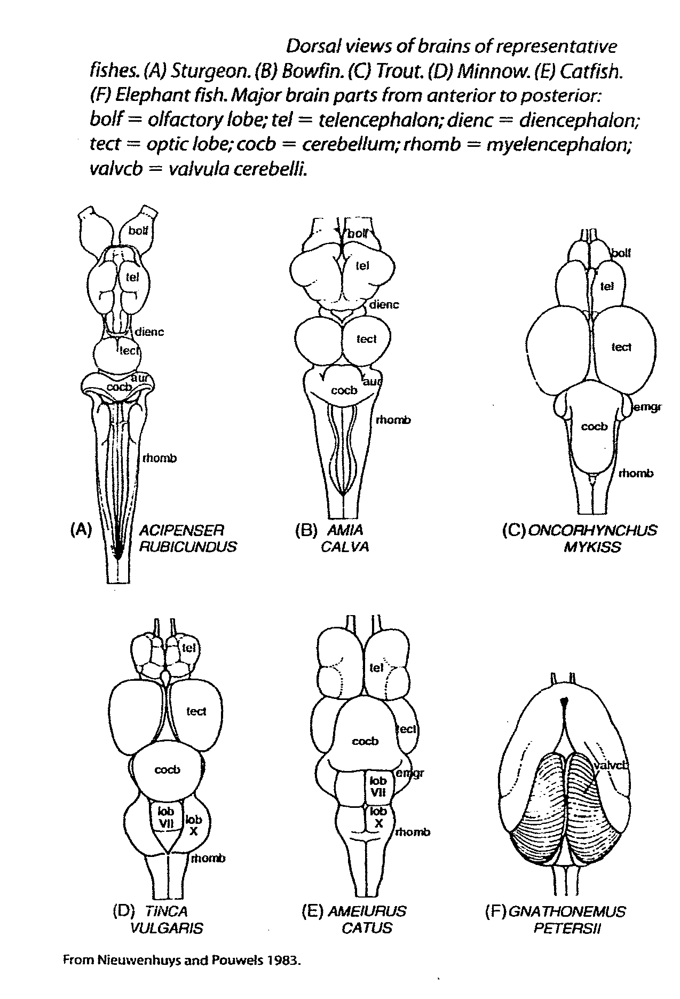 Dorsal views of brains of representative
fishes. (A) Sturgeon. (B) Bowfin. (C) Trout. (D) Minnow. (E) Catfish.
(F) Elephant fish. Major brain parts from anterior to posterior:
bolf = olfactory lobe; tel = telencephalon; dienc = diencephalon;
tect = optic lobe; cocb = cerebellum; rhomb = myelencephalon;
valvcb = valvula cerebelli.
bolf
tel
dienc
tect
aur
cocb
rhomb
(A) ACIPENSER
RUBICUNDUS
bolf
tel
dienc
tect
aur
cocb
rhomb
(B) AMIA
CALVA
bolf
tel
tect
emgr
cocb
rhomb
(C) ONCORHYNCHUS
MYKISS
tel
tect
cocb
lob
VII
lob
X
rhomb
(D) TINCA
VULGARIS
tel
tect
cocb
emgr
lob
VII
lob
X
rhomb
(E) AMEIURUS
CATUS
valvcb
(F) GNATHONEMUS
PETERSII
From Nieuwenhuys and Pouwels 1983.